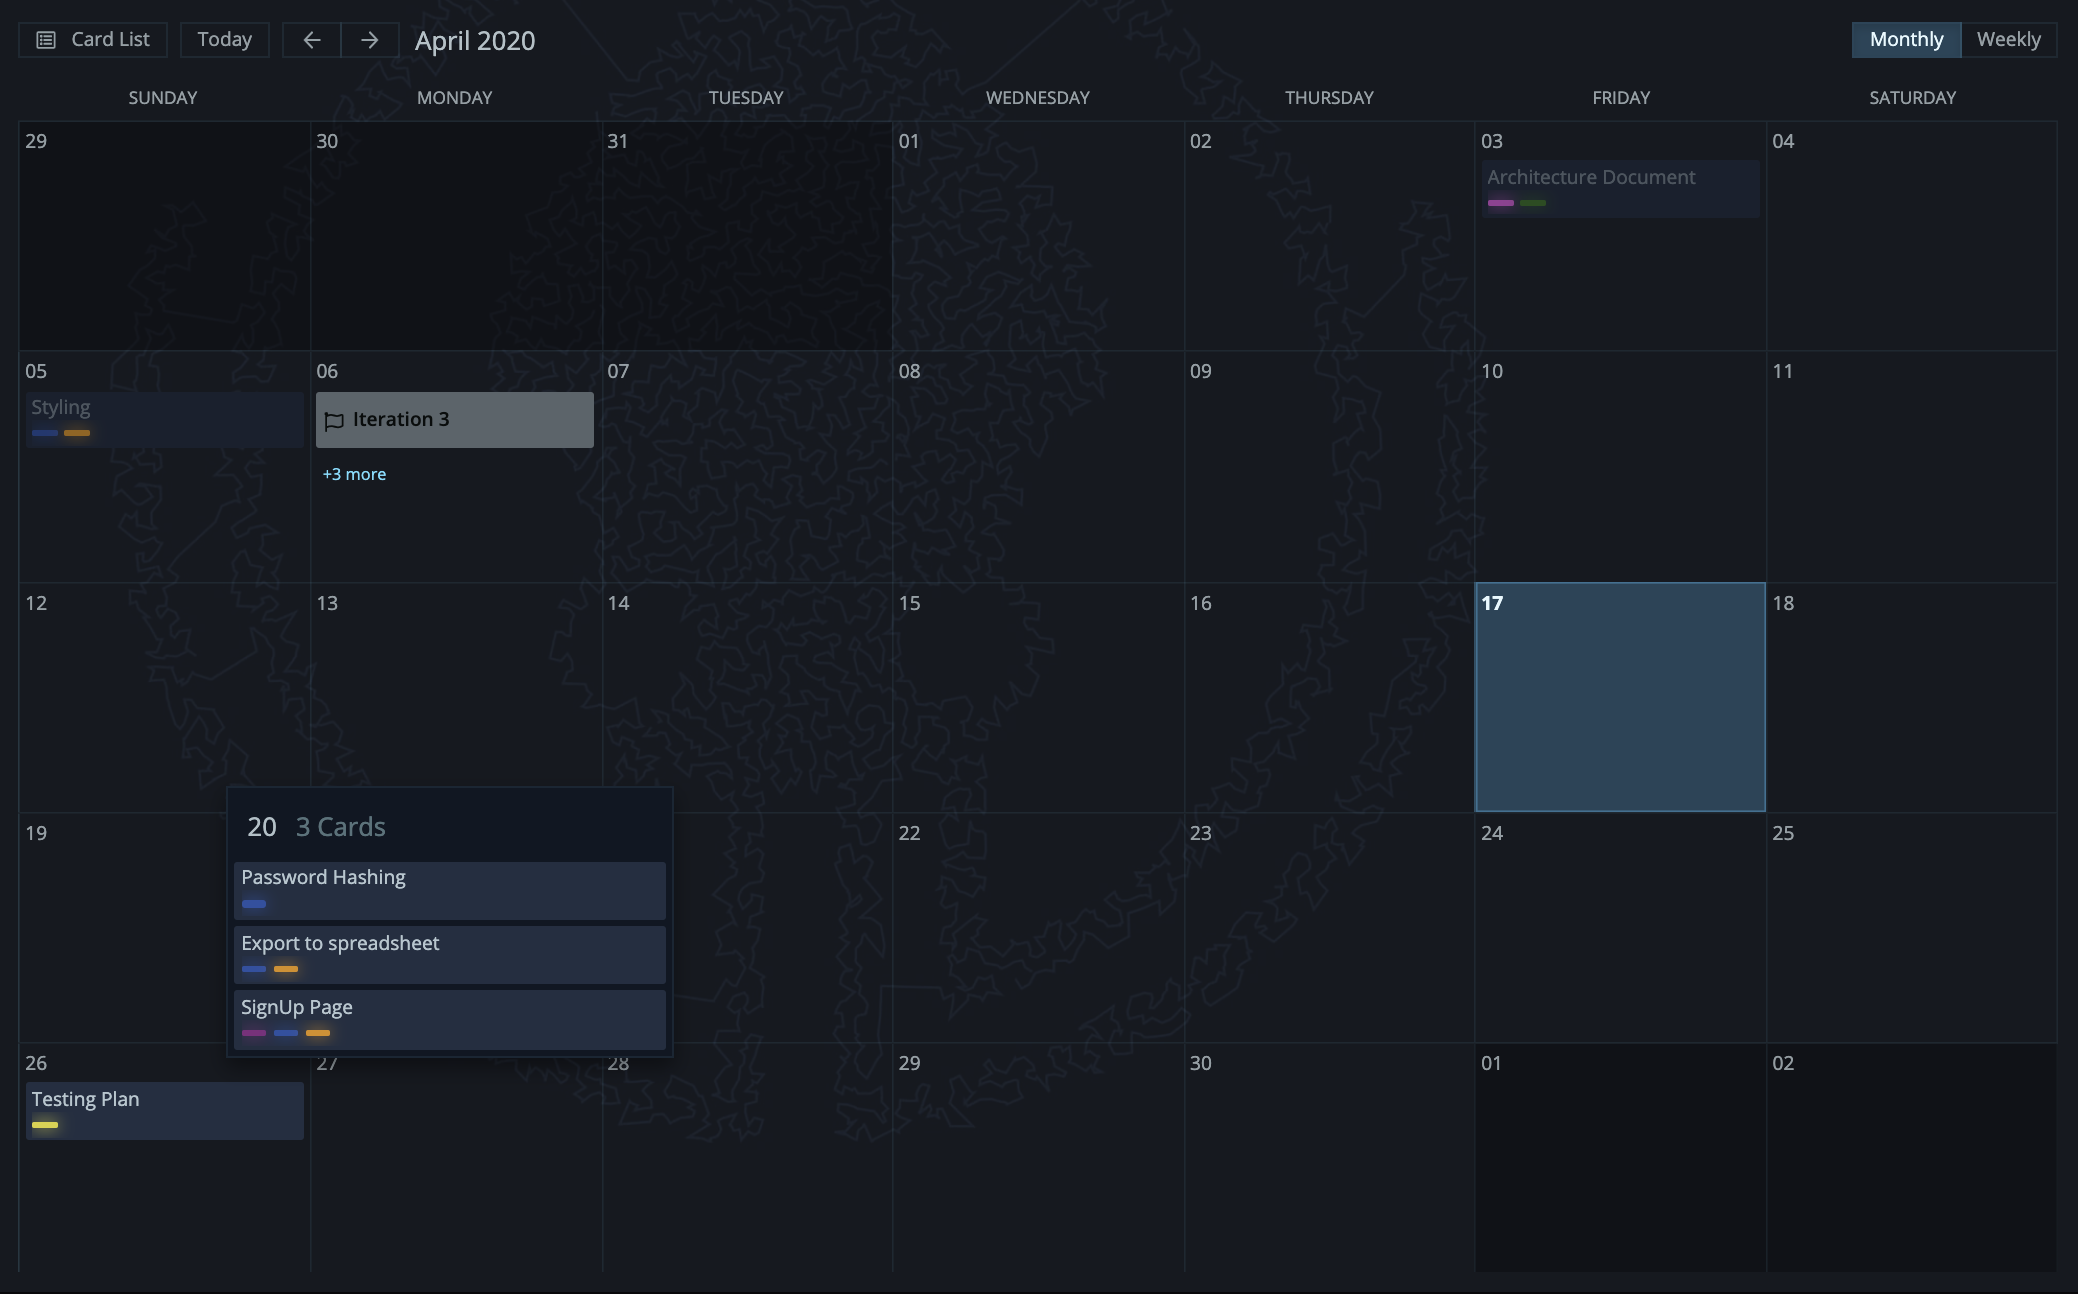 Card List Today April 2020 Monthly Weekly
SUNDAY MONDAY TUESDAY WEDNESDAY THURSDAY FRIDAY SATURDAY
29 30 31 01 02 03 04
Architecture Document
05 06 07 08 09 10 11
Styling Iteration 3
+3 more
12 13 14 15 16 17 18
19 22 23 24 25
20 3 Cards
Password Hashing
Export to spreadsheet
SignUp Page
26 27 28 29 30 01 02
Testing Plan